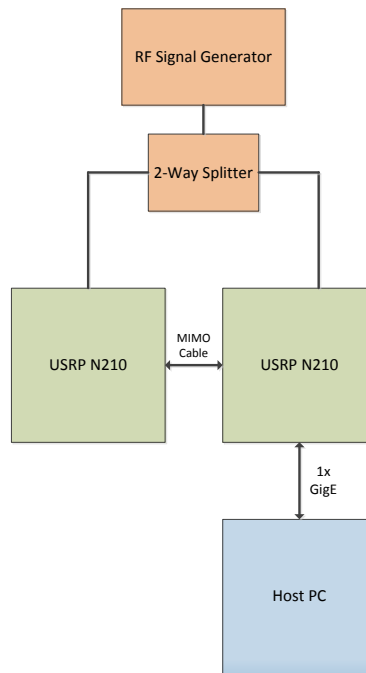 RF Signal Generator
2-Way Splitter
USRP N210
MIMO
Cable
USRP N210
1x
GigE
Host PC